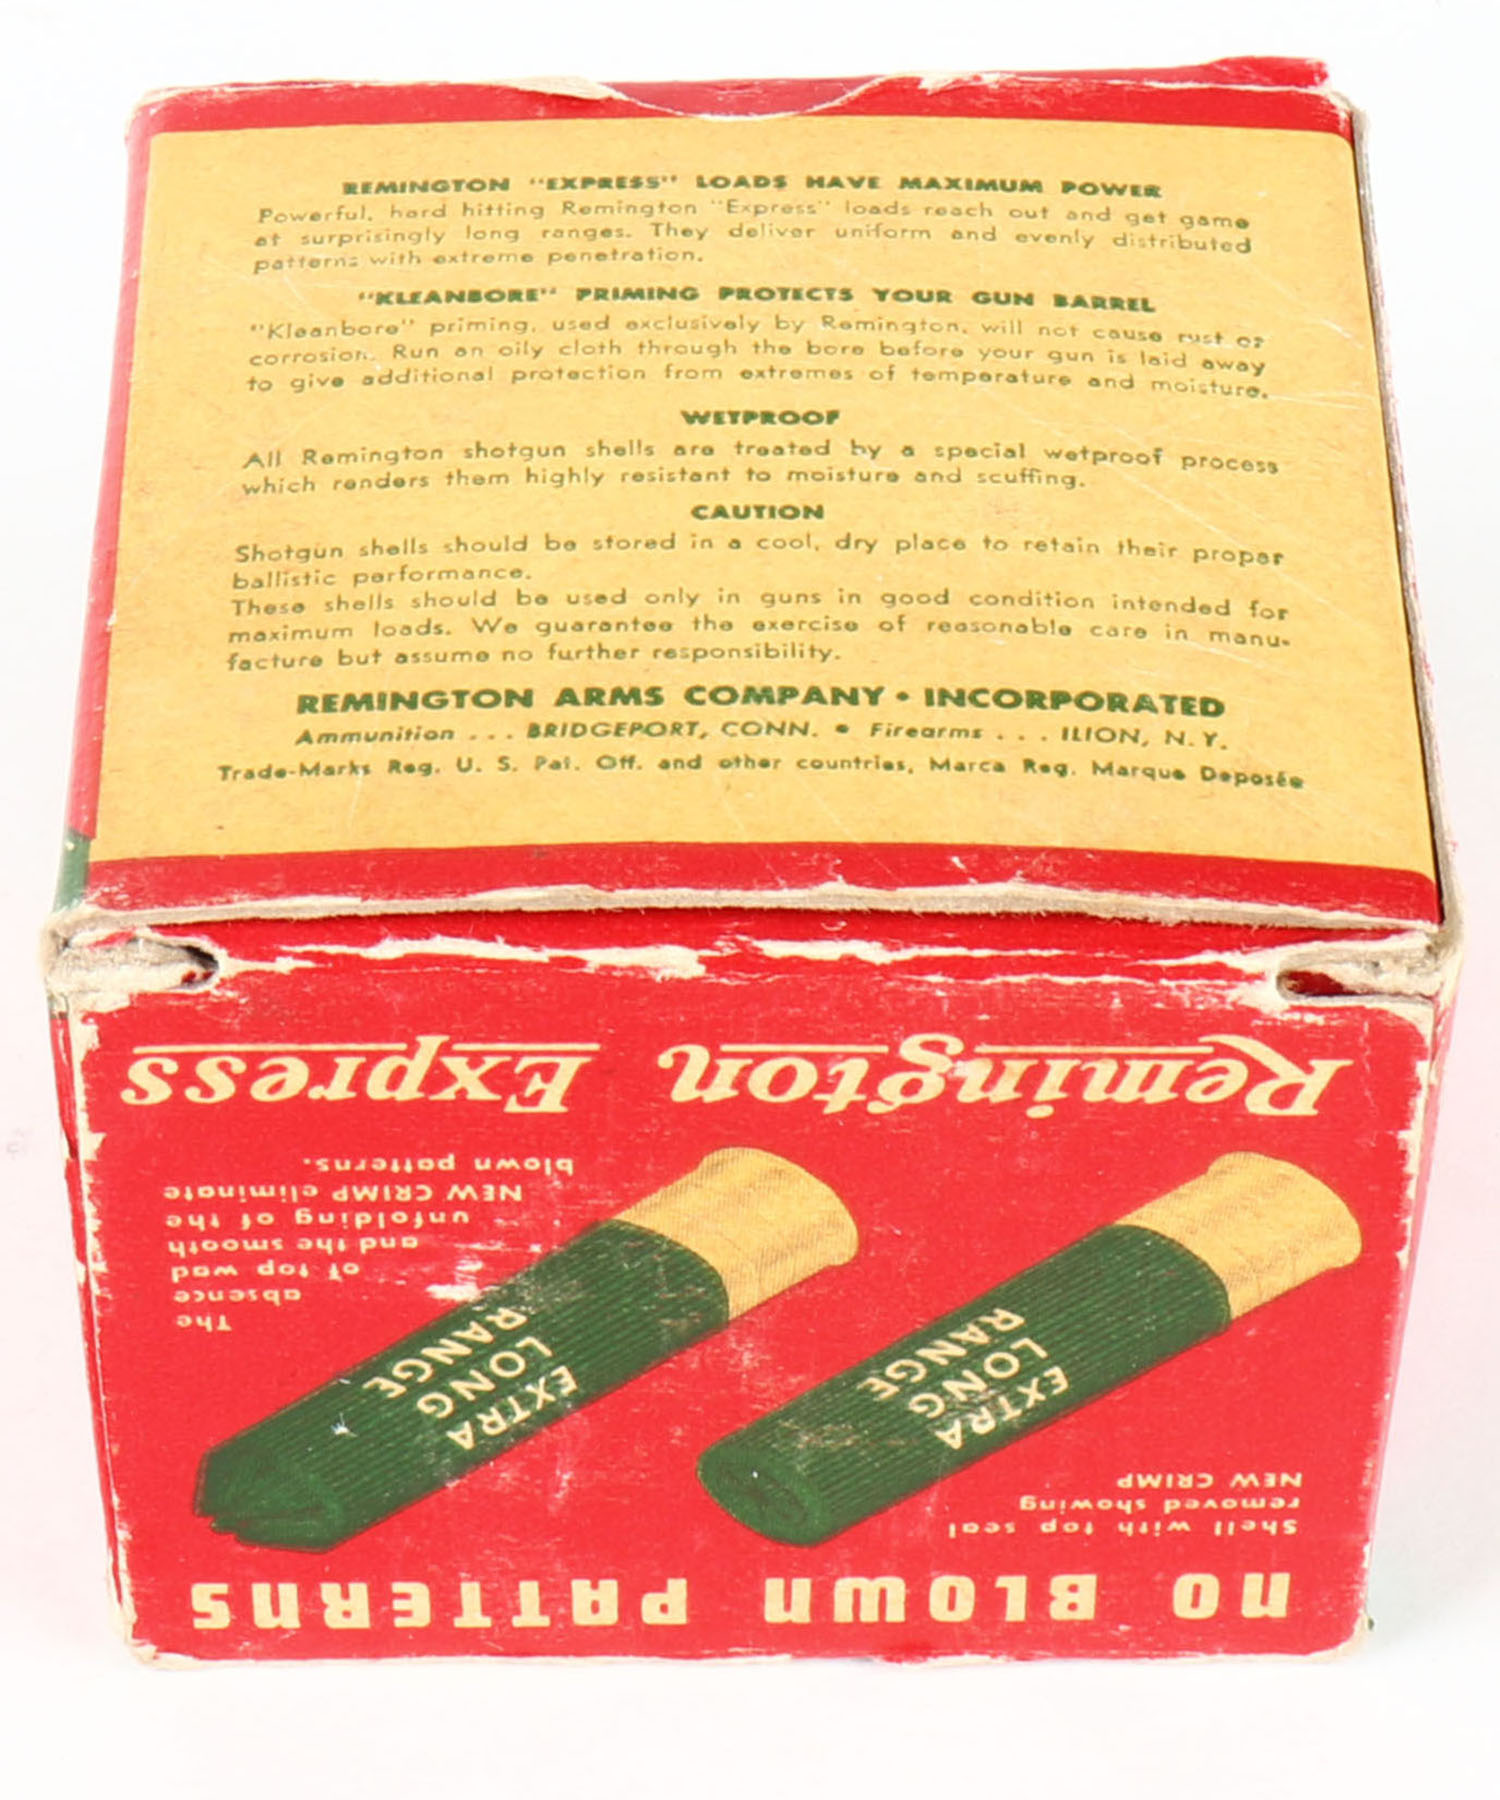 REMINGTON "EXPRESS" LOADS HAVE MAXIMUM POWER
Powerful, hard hitting Remington "Express" loads reach out and get game
at surprisingly long ranges. They deliver uniform and evenly distributed
patterns with extreme penetration.
"KLEANBORE" PRIMING PROTECTS YOUR GUN BARREL
"Kleanbore" priming, used exclusively by Remington, will not cause rust or
corrosion. Run an oily cloth through the bore before your gun is laid away
to give additional protection from extremes of temperature and moisture.
WETPROOF
All Remington shotgun shells are treated by a special wetproof process
which renders them highly resistant to moisture and scuffing.
CAUTION
Shotgun shells should be stored in a cool, dry place to retain their proper
ballistic performance.
These shells should be used only in guns in good condition intended for
maximum loads. We guarantee the exercise of reasonable care in manu-
facture but assume no further responsibility.
REMINGTON ARMS COMPANY • INCORPORATED
Ammunition . . . BRIDGEPORT, CONN. • Firearms . . . ILION, N. Y.
Trade-Marks Reg. U. S. Pat. Off. and other countries, Marca Reg. Marque Deposée
NO BLOWN PATTERNS
Shell with top seal
removed showing
NEW CRIMP
EXTRA
LONG
RANGE
EXTRA
LONG
RANGE
The
absence
of top wad
and the smooth
unfolding of the
NEW CRIMP eliminate
blown patterns.
Remington Express